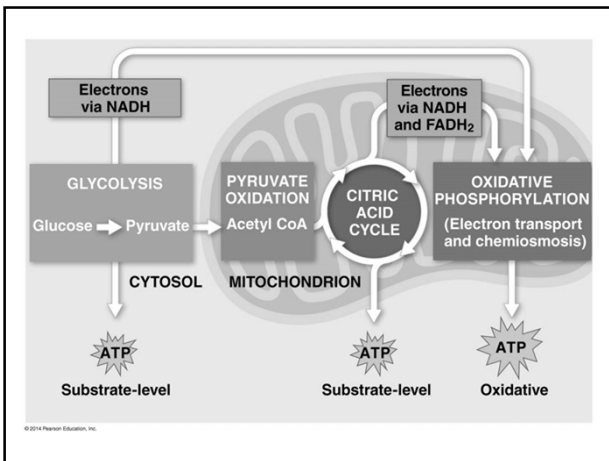 Electrons
via NADH
Electrons
via NADH
and FADH₂
GLYCOLYSIS
Glucose
Pyruvate
PYRUVATE
OXIDATION
Acetyl CoA
CITRIC
ACID
CYCLE
OXIDATIVE
PHOSPHORYLATION
(Electron transport
and chemiosmosis)
CYTOSOL
MITOCHONDRION
ATP
ATP
ATP
Substrate-level
Substrate-level
Oxidative
© 2014 Pearson Education, Inc.